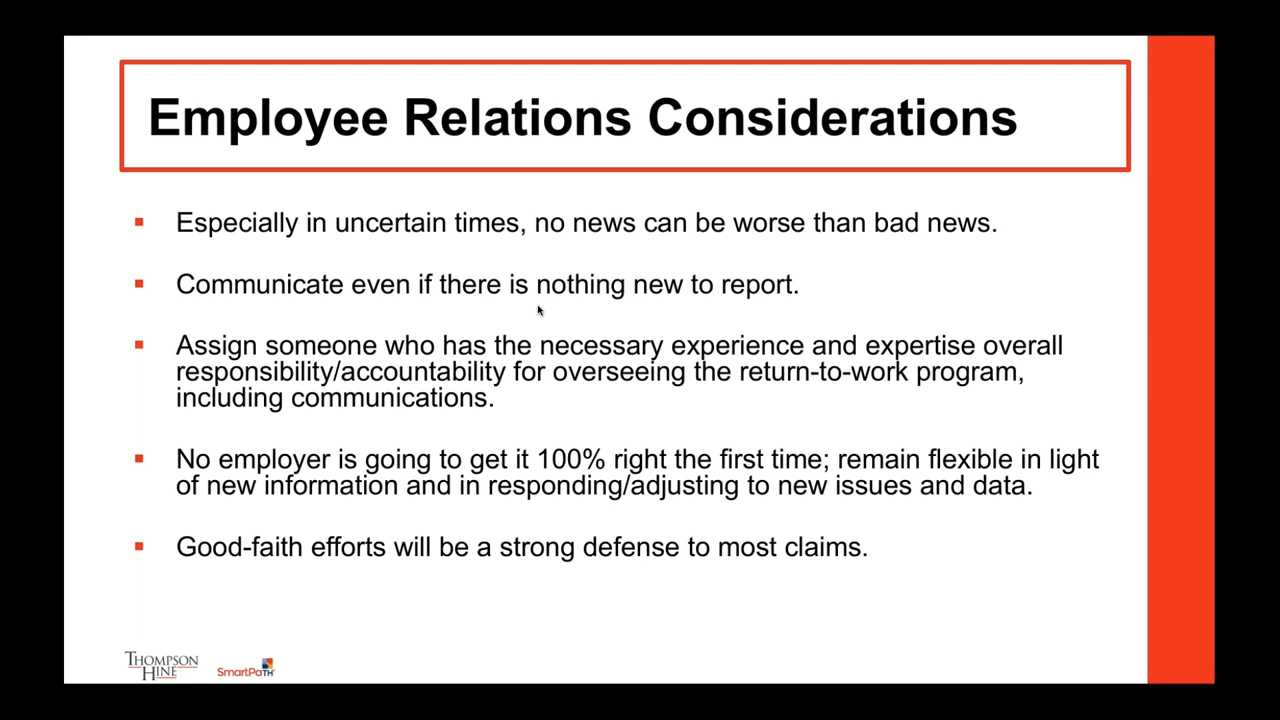 Employee Relations Considerations
Especially in uncertain times, no news can be worse than bad news.
Communicate even if there is nothing new to report.
Assign someone who has the necessary experience and expertise overall
responsibility/accountability for overseeing the return-to-work program,
including communications.
No employer is going to get it 100% right the first time; remain flexible in light
of new information and in responding/adjusting to new issues and data.
Good-faith efforts will be a strong defense to most claims.
THOMPSON
HINE
SmartPaTH